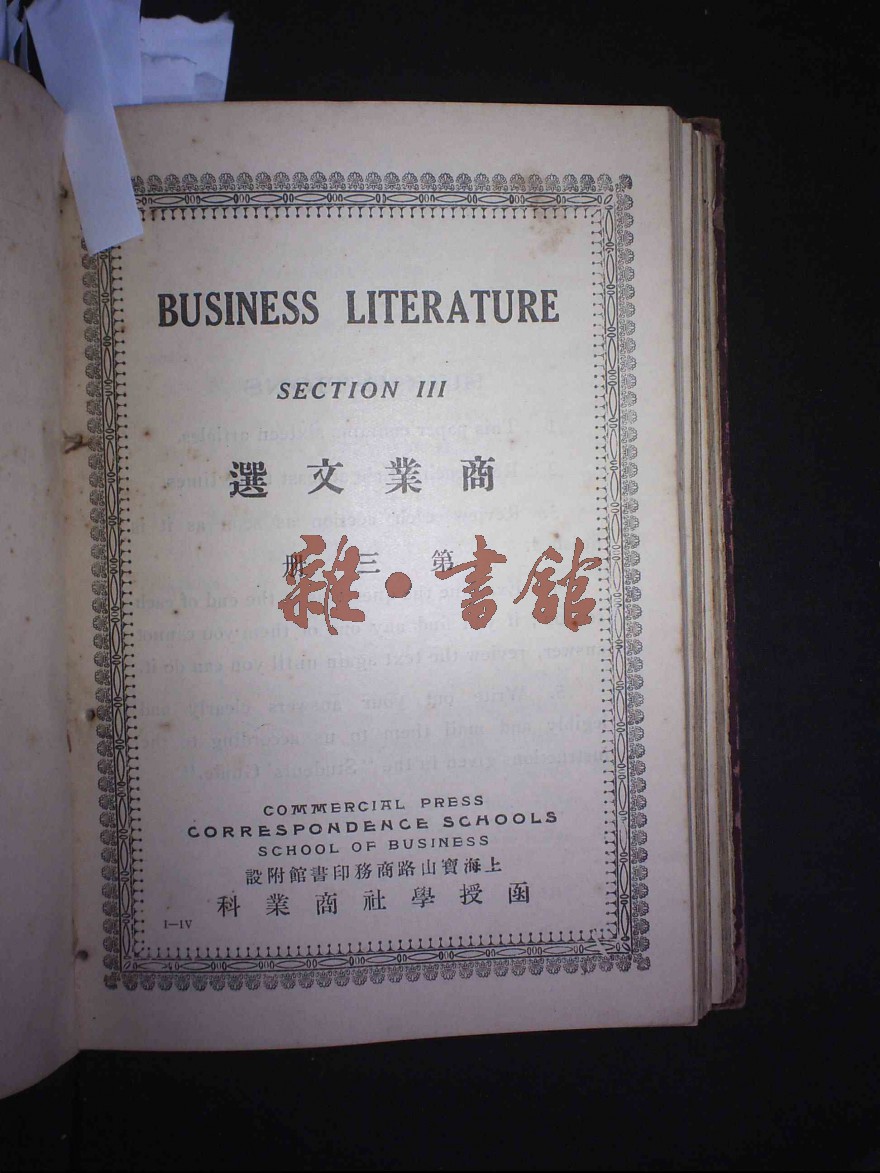 BUSINESS LITERATURE
SECTION III
商業文選
第三册
雜·書館
COMMERCIAL PRESS
CORRESPONDENCE SCHOOLS
SCHOOL OF BUSINESS
上海寶山路商務印書館附設
函授學社商業科
I—IV